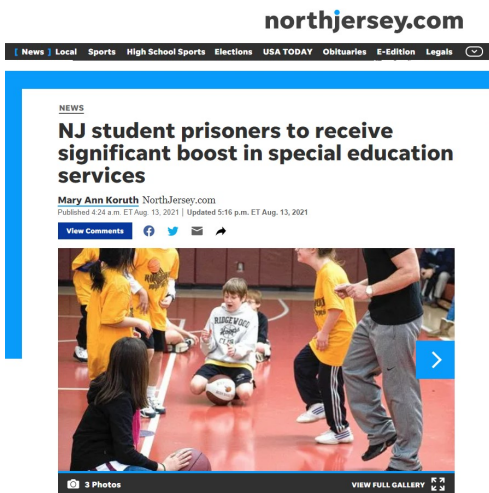 northjersey.com
[ News ] Local Sports High School Sports Elections USA TODAY Obituaries E-Edition Legals
NEWS
NJ student prisoners to receive
significant boost in special education
services
Mary Ann Koruth NorthJersey.com
Published 4:24 a.m. ET Aug. 13, 2021 | Updated 5:16 p.m. ET Aug. 13, 2021
View Comments
RIDGEWOOD
3 Photos
VIEW FULL GALLERY